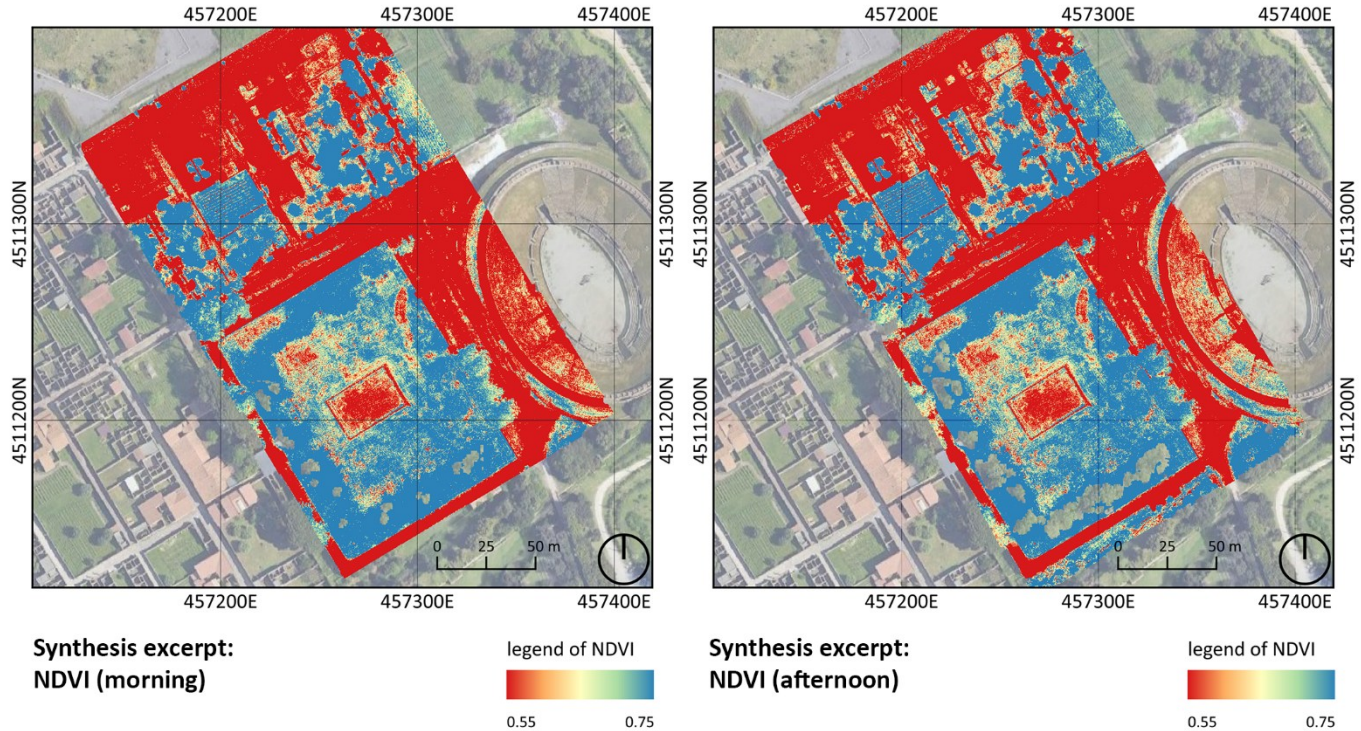 457200E 457300E 457400E
457200E 457300E 457400E
4511300N
4511200N
4511300N
4511200N
4511300N
4511200N
4511300N
4511200N
0 25 50 m
0 25 50 m
457200E 457300E 457400E
457200E 457300E 457400E
Synthesis excerpt:
NDVI (morning)
legend of NDVI
0.55 0.75
Synthesis excerpt:
NDVI (afternoon)
legend of NDVI
0.55 0.75